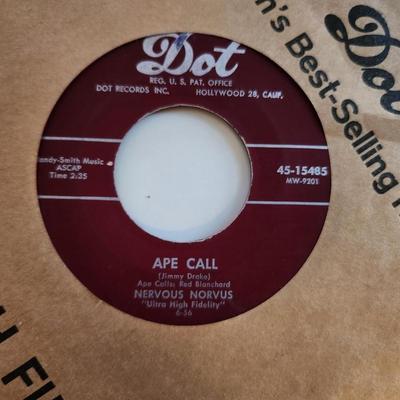 Dot
REG. U. S. PAT. OFFICE
DOT RECORDS INC. HOLLYWOOD 28, CALIF.
Time 2:35
ASCAP
45-15485
MW-9201
APE CALL
(Jimmy Drake)
Ape Calls: Red Blanchard
NERVOUS NORVUS
"Ultra High Fidelity"
6-56
Dot
Best-Selling